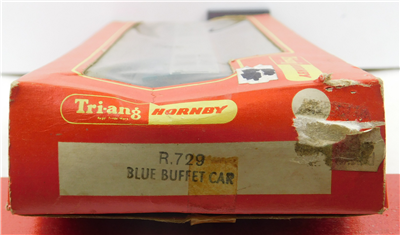 Tri-ang HORNBY
R.729
BLUE BUFFET CAR